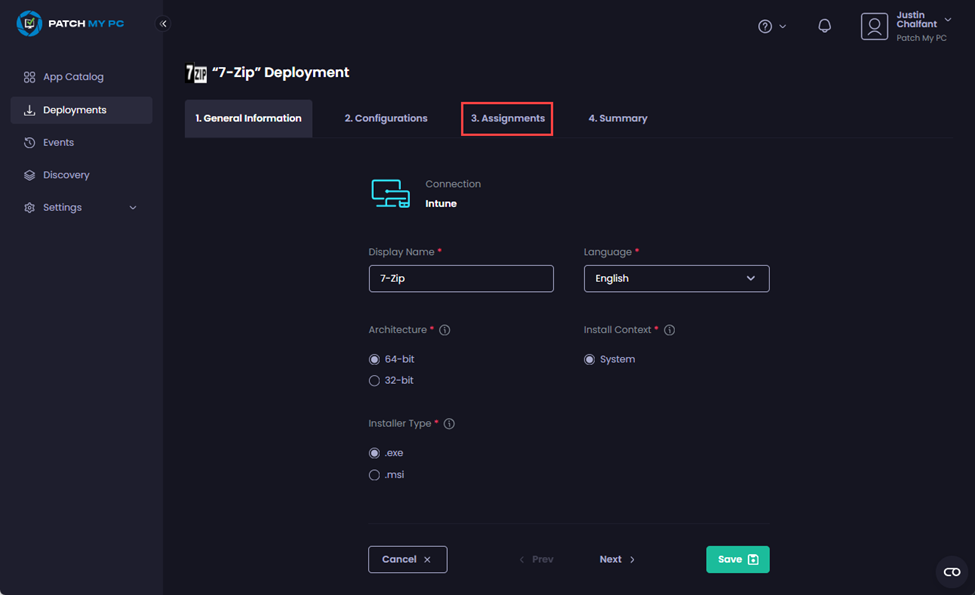 PATCH MY PC
Justin
Chalfant
Patch My PC
App Catalog
Deployments
Events
Discovery
Settings
7ZIP “7-Zip” Deployment
1. General Information
2. Configurations
3. Assignments
4. Summary
Connection
Intune
Display Name *
Language *
7-Zip
English
Architecture *
Install Context *
64-bit
System
32-bit
Installer Type *
.exe
.msi
Cancel
Prev
Next
Save